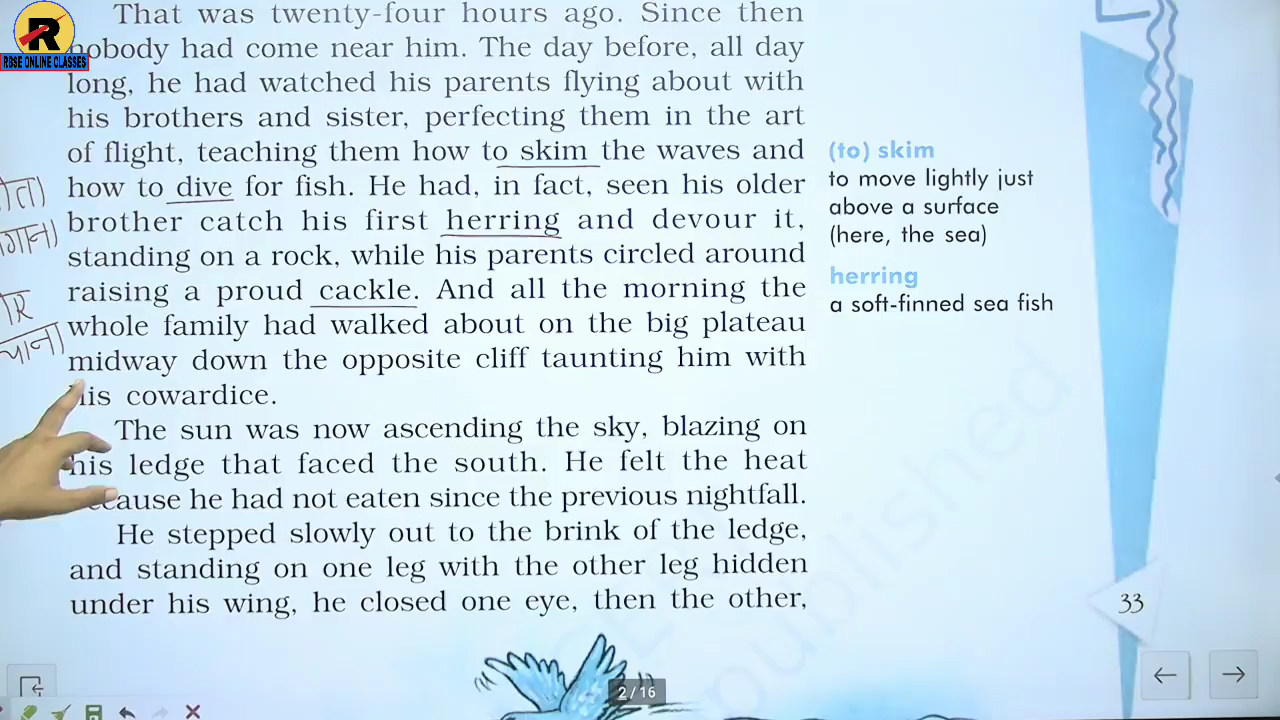 R
RBSE ONLINE CLASSES
That was twenty-four hours ago. Since then
nobody had come near him. The day before, all day
long, he had watched his parents flying about with
his brothers and sister, perfecting them in the art
of flight, teaching them how to skim the waves and
how to dive for fish. He had, in fact, seen his older
brother catch his first herring and devour it,
standing on a rock, while his parents circled around
raising a proud cackle. And all the morning the
whole family had walked about on the big plateau
midway down the opposite cliff taunting him with
his cowardice.
The sun was now ascending the sky, blazing on
his ledge that faced the south. He felt the heat
because he had not eaten since the previous nightfall.
He stepped slowly out to the brink of the ledge,
and standing on one leg with the other leg hidden
under his wing, he closed one eye, then the other,
(to) skim
to move lightly just
above a surface
(here, the sea)
herring
a soft-finned sea fish
33
2/16
published